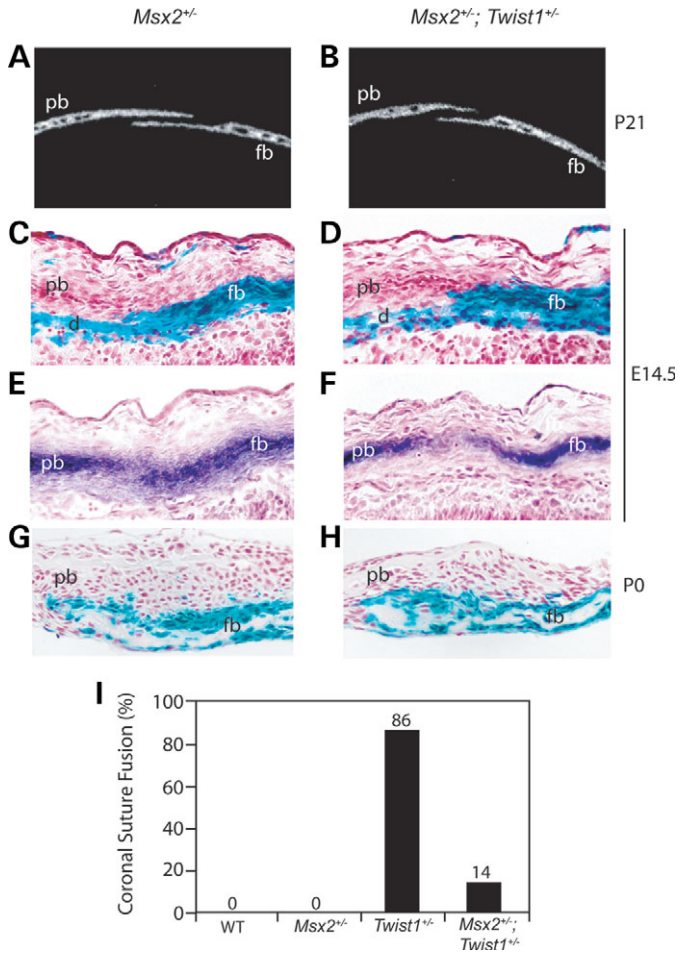 Msx2+/-
Msx2+/-; Twist1+/-
A
pb
fb
B
pb
fb
P21
C
pb
fb
d
D
pb
fb
d
E14.5
E
pb
fb
F
pb
fb
G
pb
fb
H
pb
fb
P0
I
Coronal Suture Fusion (%)
100
80
60
40
20
0
0
0
86
14
WT
Msx2+/-
Twist1+/-
Msx2+/-;
Twist1+/-